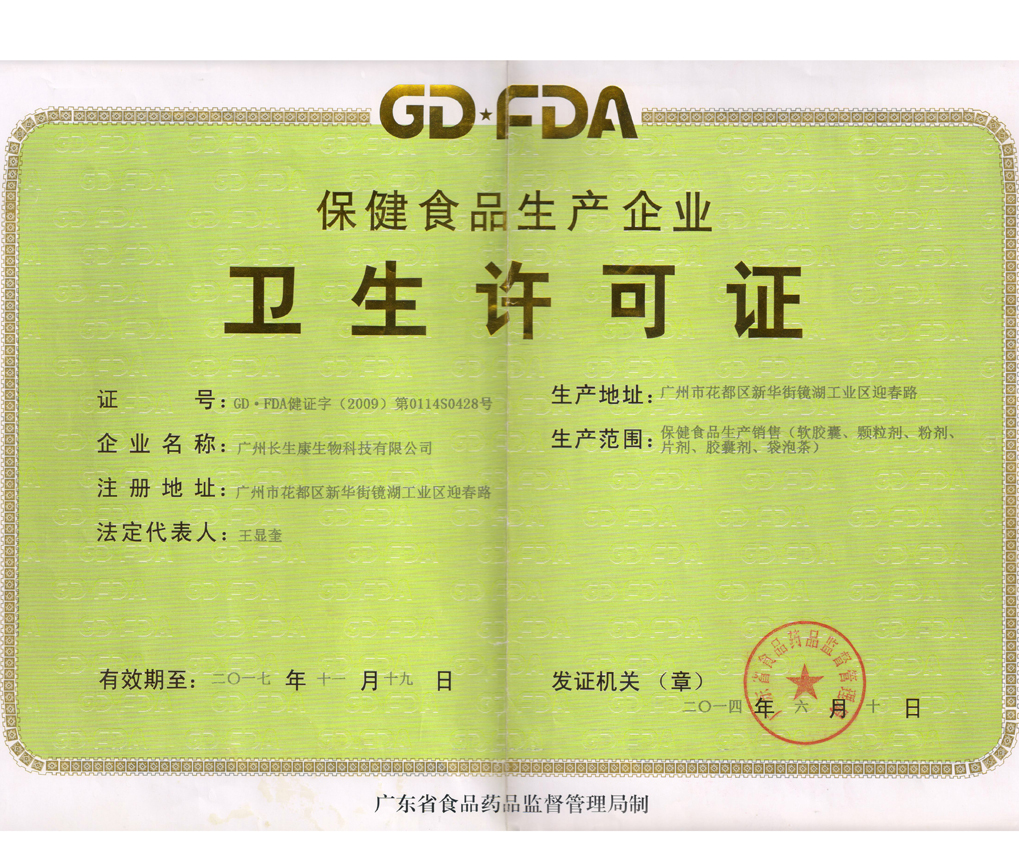 GD★FDA
保健食品生产企业
卫生许可证
证 号：GD·FDA健证字（2009）第0114S0428号
企业名称：广州长生康生物科技有限公司
注册地址：广州市花都区新华街镜湖工业区迎春路
法定代表人：王显奎
生产地址：广州市花都区新华街镜湖工业区迎春路
生产范围：保健食品生产销售（软胶囊、颗粒剂、粉剂、
片剂、胶囊剂、袋泡茶）
有效期至：二〇一七 年 十一 月 十九 日
发证机关（章）
广东省食品药品监督管理局
二〇一四 年 六 月 十 日
广东省食品药品监督管理局制